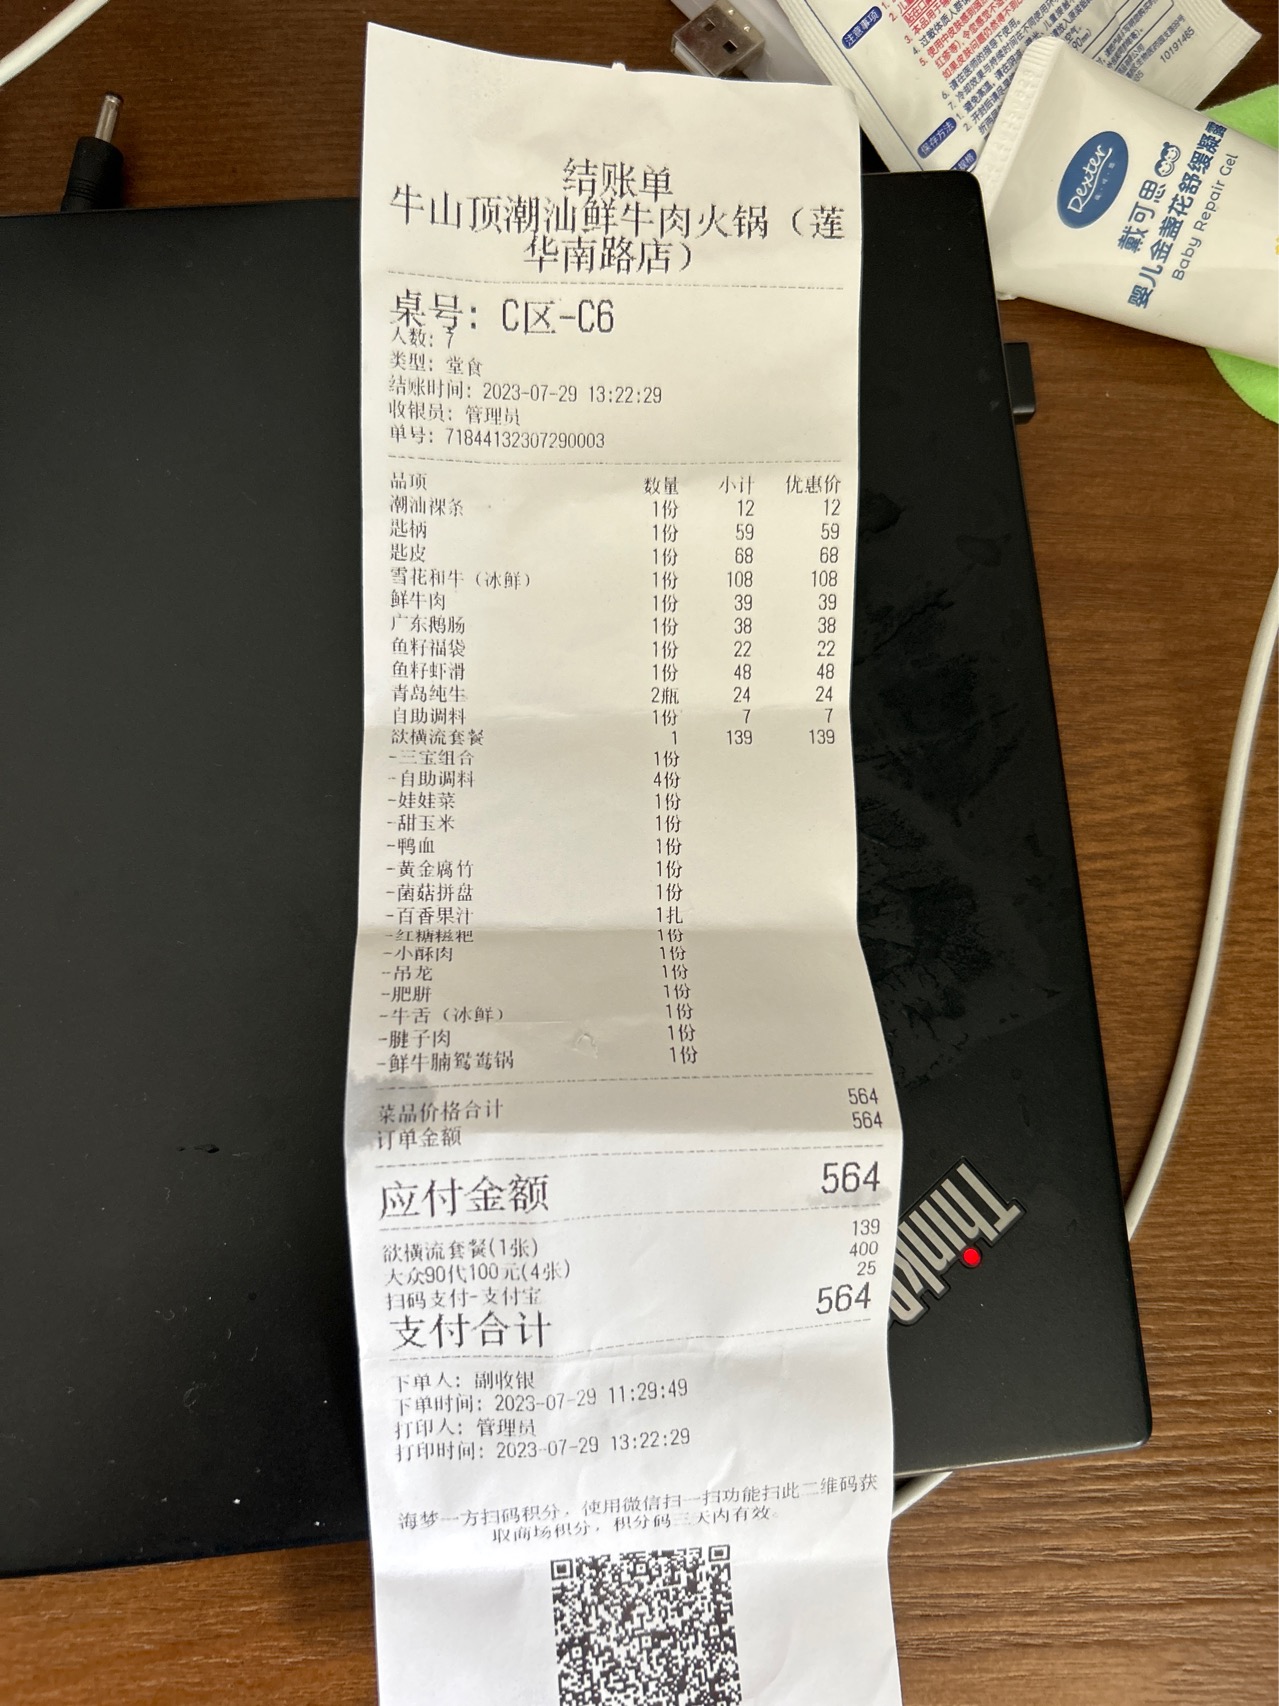 结账单
牛山顶潮汕鲜牛肉火锅（莲
华南路店）
桌号: C区-C6
人数: 7
类型: 堂食
结账时间: 2023-07-29 13:22:29
收银员: 管理员
单号: 71844132307290003
品项 数量 小计 优惠价
潮汕粿条 1份 12 12
匙柄 1份 59 59
匙皮 1份 68 68
雪花和牛（冰鲜） 1份 108 108
鲜牛肉 1份 39 39
广东鹅肠 1份 38 38
鱼籽福袋 1份 22 22
鱼籽虾滑 1份 48 48
青岛纯生 2瓶 24 24
自助调料 1份 7 7
欲横流套餐 1 139 139
-三宝组合 1份
-自助调料 4份
-娃娃菜 1份
-甜玉米 1份
-鸭血 1份
-黄金腐竹 1份
-菌菇拼盘 1份
-百香果汁 1扎
-红糖糍粑 1份
-小酥肉 1份
-吊龙 1份
-肥胼 1份
-牛舌（冰鲜） 1份
-腱子肉 1份
-鲜牛腩鸳鸯锅 1份
菜品价格合计 564
订单金额 564
应付金额 564
欲横流套餐(1张) 139
大众90代100元(4张) 400
扫码支付-支付宝 25
支付合计 564
下单人: 副收银
下单时间: 2023-07-29 11:29:49
打印人: 管理员
打印时间: 2023-07-29 13:22:29
海梦一方扫码积分，使用微信扫一扫功能扫此二维码获
取商场积分，积分码三天内有效。
Dexter
戴可思
婴儿金盏花舒缓凝露
Baby Repair Gel
注意事项
保存方法
10191485
ThinkP